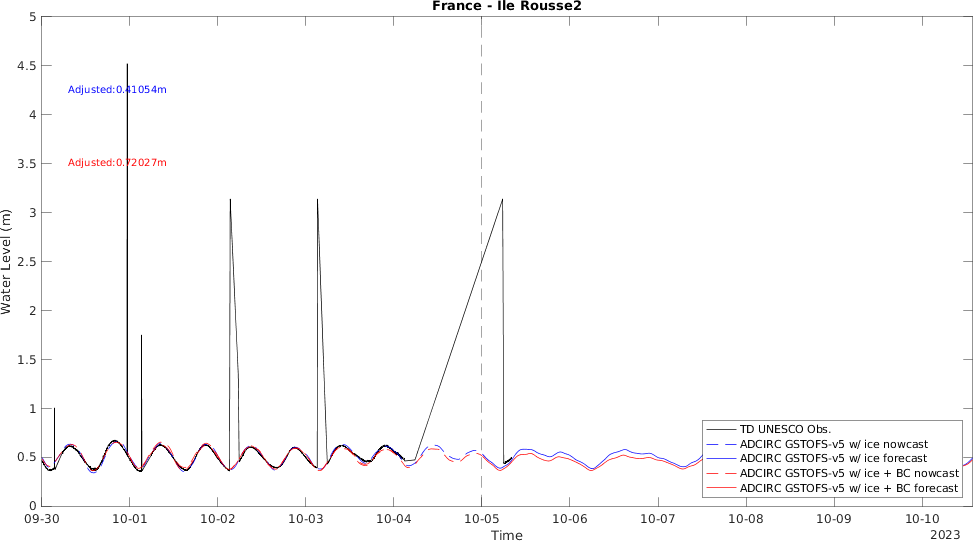 France - Ile Rousse2
5
4.5
4
3.5
3
2.5
2
1.5
1
0.5
0
Water Level (m)
Adjusted:0.41054m
Adjusted:0.72027m
TD UNESCO Obs.
ADCIRC GSTOFS-v5 w/ ice nowcast
ADCIRC GSTOFS-v5 w/ ice forecast
ADCIRC GSTOFS-v5 w/ ice + BC nowcast
ADCIRC GSTOFS-v5 w/ ice + BC forecast
09-30 10-01 10-02 10-03 10-04 10-05 10-06 10-07 10-08 10-09 10-10
2023
Time